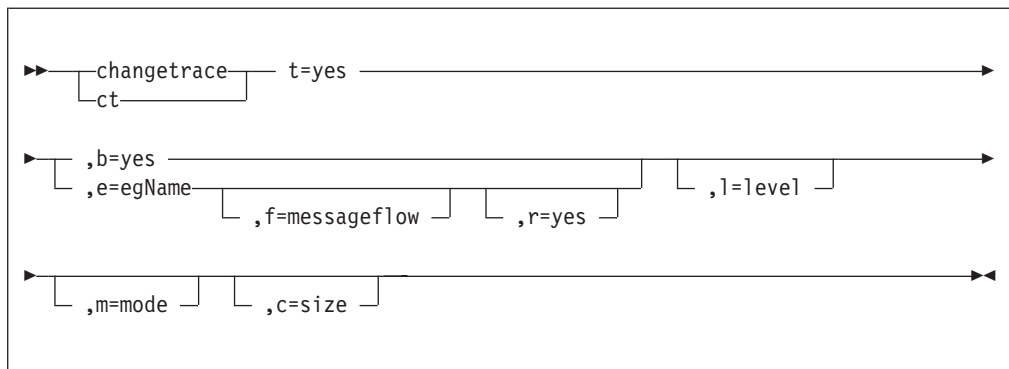 changetrace t=yes
ct
,b=yes
,e=egName ,l=level
,f=messageflow ,r=yes
,m=mode ,c=size